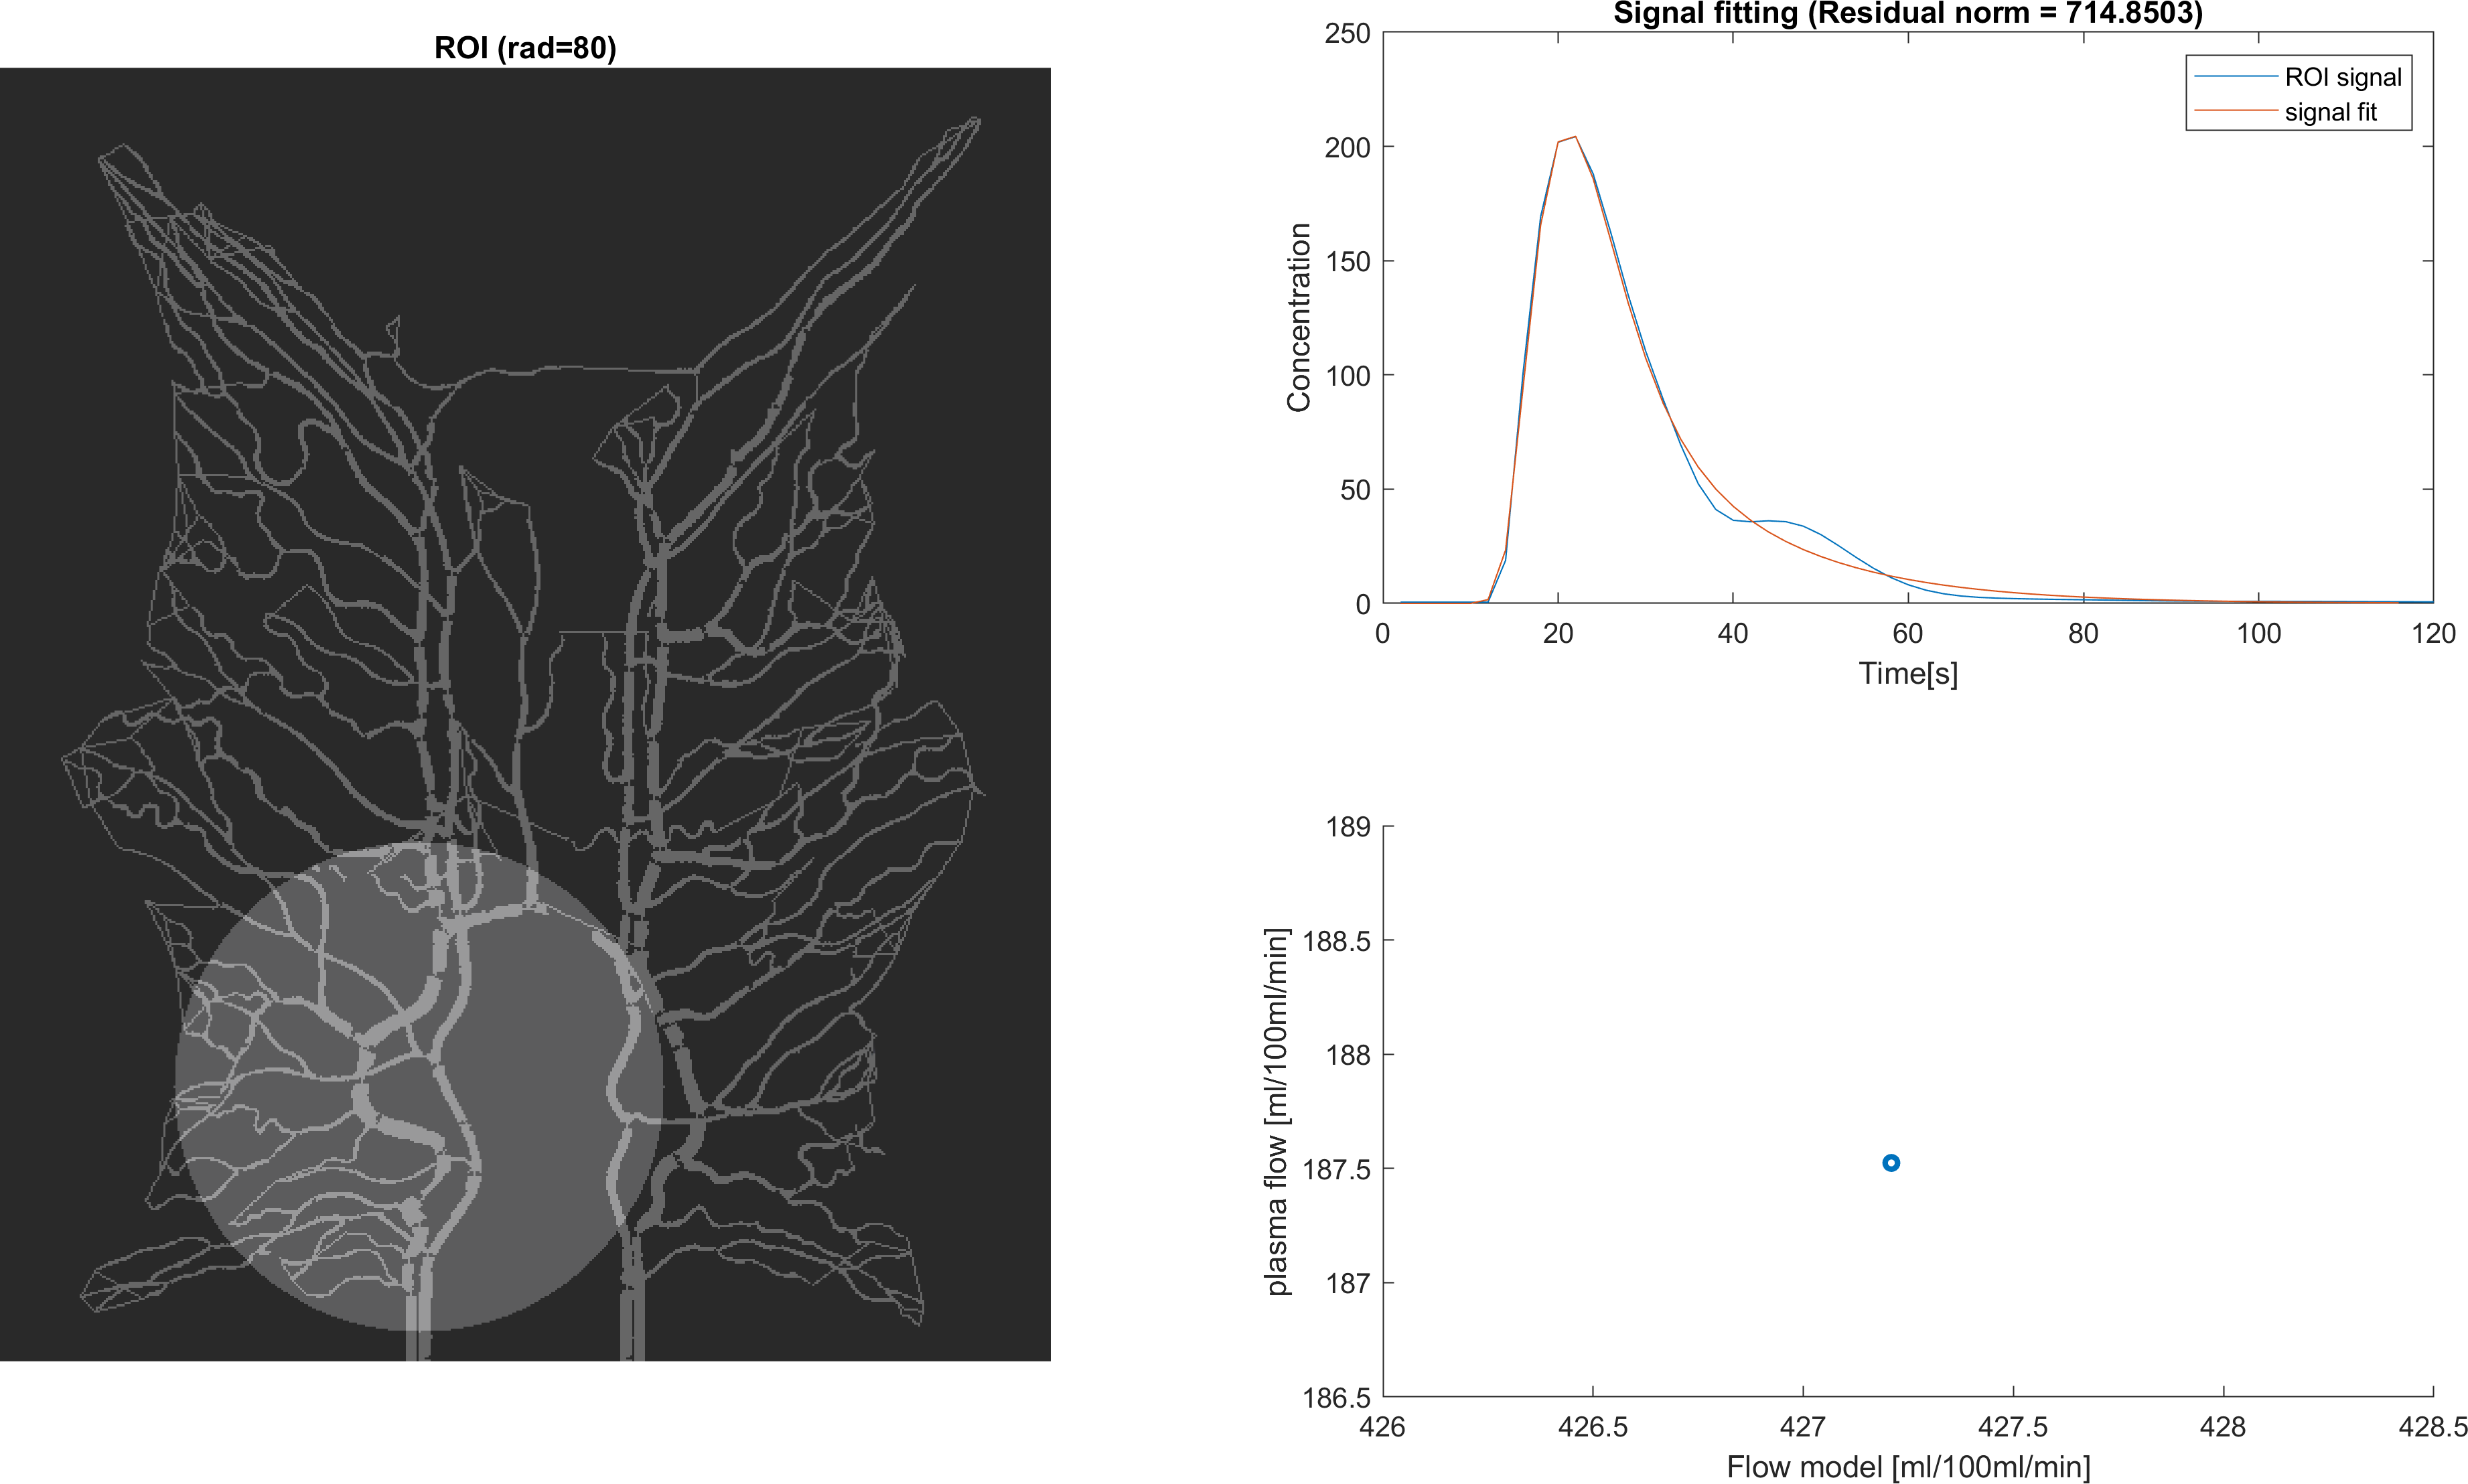 ROI (rad=80)
Signal fitting (Residual norm = 714.8503)
250
200
150
100
50
0
Concentration
ROI signal
signal fit
0 20 40 60 80 100 120
Time[s]
189
188.5
188
187.5
187
186.5
plasma flow [ml/100ml/min]
426 426.5 427 427.5 428 428.5
Flow model [ml/100ml/min]